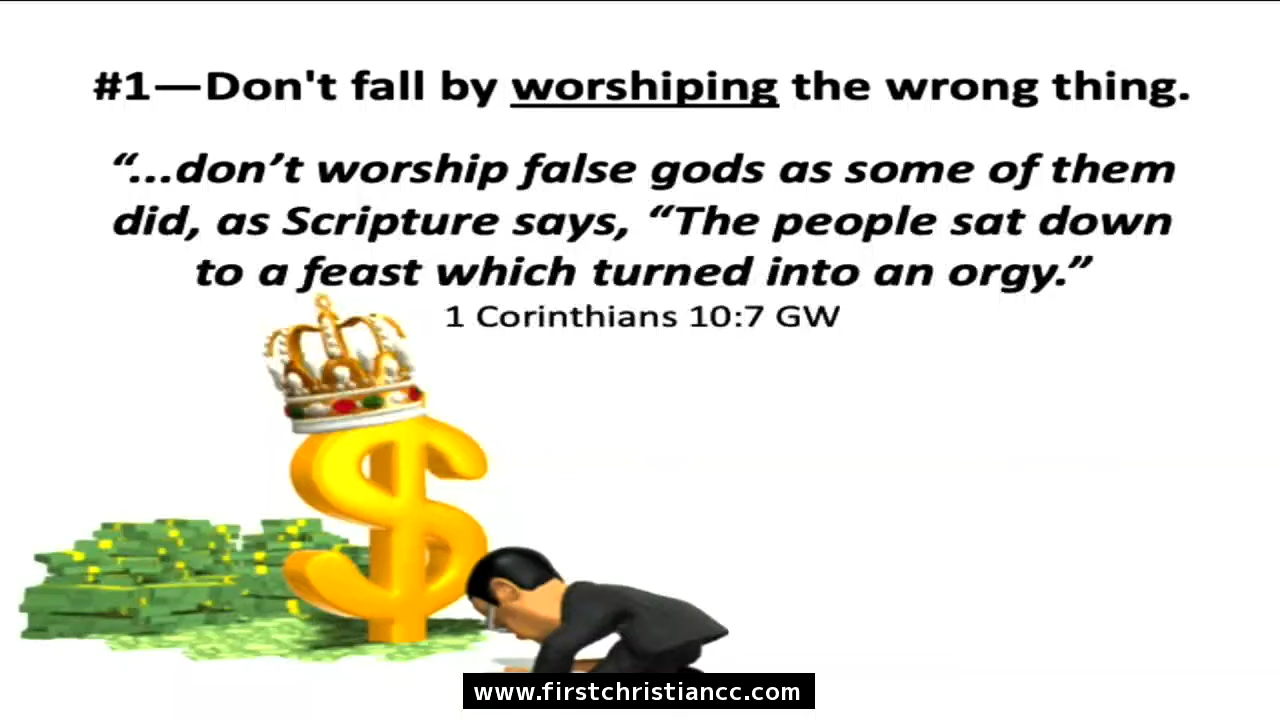 #1—Don't fall by worshiping the wrong thing.
“...don’t worship false gods as some of them
did, as Scripture says, “The people sat down
to a feast which turned into an orgy.”
1 Corinthians 10:7 GW
$
www.firstchristiancc.com